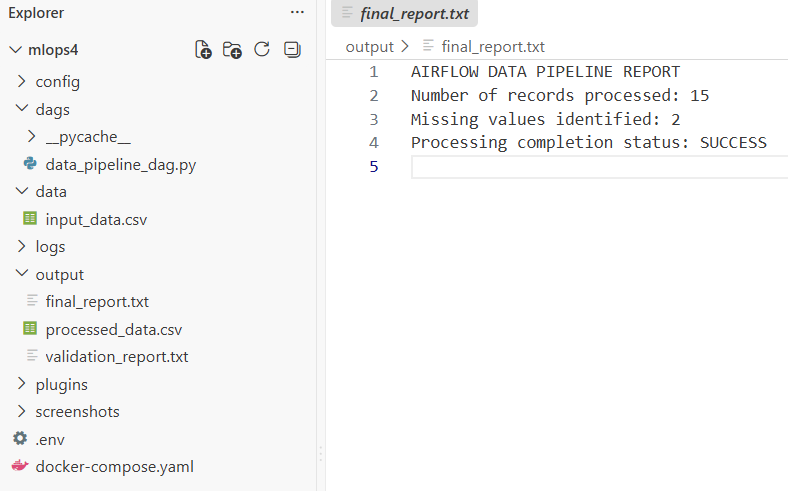 Explorer
mlops4
config
dags
__pycache__
data_pipeline_dag.py
data
input_data.csv
logs
output
final_report.txt
processed_data.csv
validation_report.txt
plugins
screenshots
.env
docker-compose.yaml
final_report.txt
output > final_report.txt
1 AIRFLOW DATA PIPELINE REPORT
2 Number of records processed: 15
3 Missing values identified: 2
4 Processing completion status: SUCCESS
5